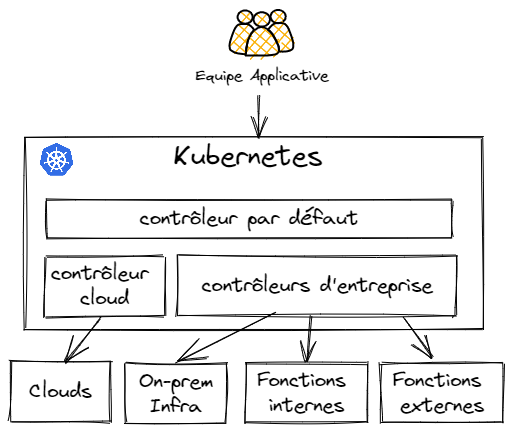 Equipe Applicative
Kubernetes
contrôleur par défaut
contrôleur
cloud
contrôleurs d'entreprise
Clouds
On-prem
Infra
Fonctions
internes
Fonctions
externes